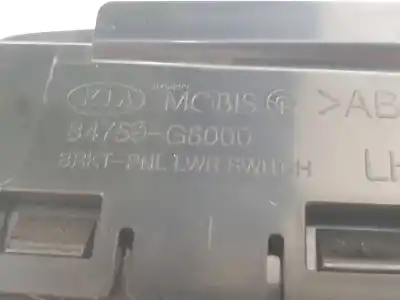 KIA MOBIS >AB
84755-G6000
BRKT-PNL LWR SWITCH
LH